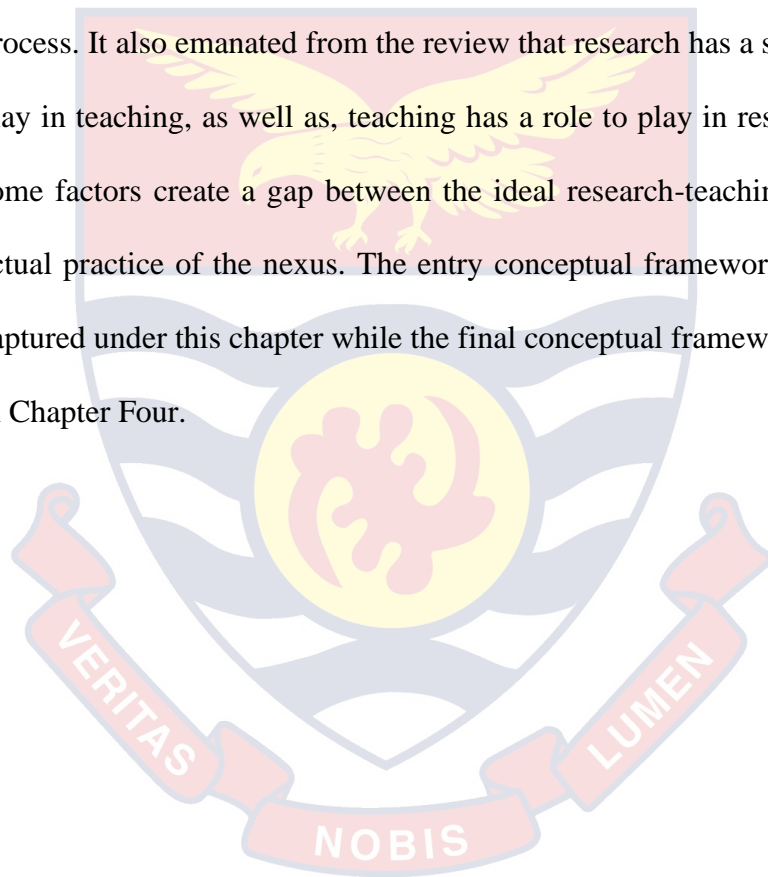 rocess. It also emanated from the review that research has a s
lay in teaching, as well as, teaching has a role to play in res
ome factors create a gap between the ideal research-teachin
ctual practice of the nexus. The entry conceptual framewor
aptured under this chapter while the final conceptual framew
Chapter Four.
VERITAS
NOBIS
LUMEN